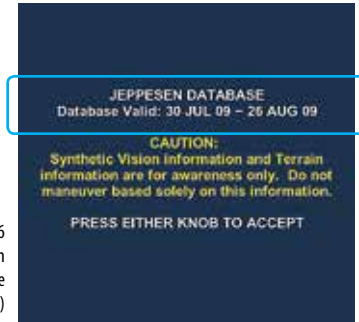 JEPPESEN DATABASE
Database Valid: 30 JUL 09 – 26 AUG 09
CAUTION:
Synthetic Vision information and Terrain
information are for awareness only. Do not
maneuver based solely on this information.
PRESS EITHER KNOB TO ACCEPT
6
n
e
)